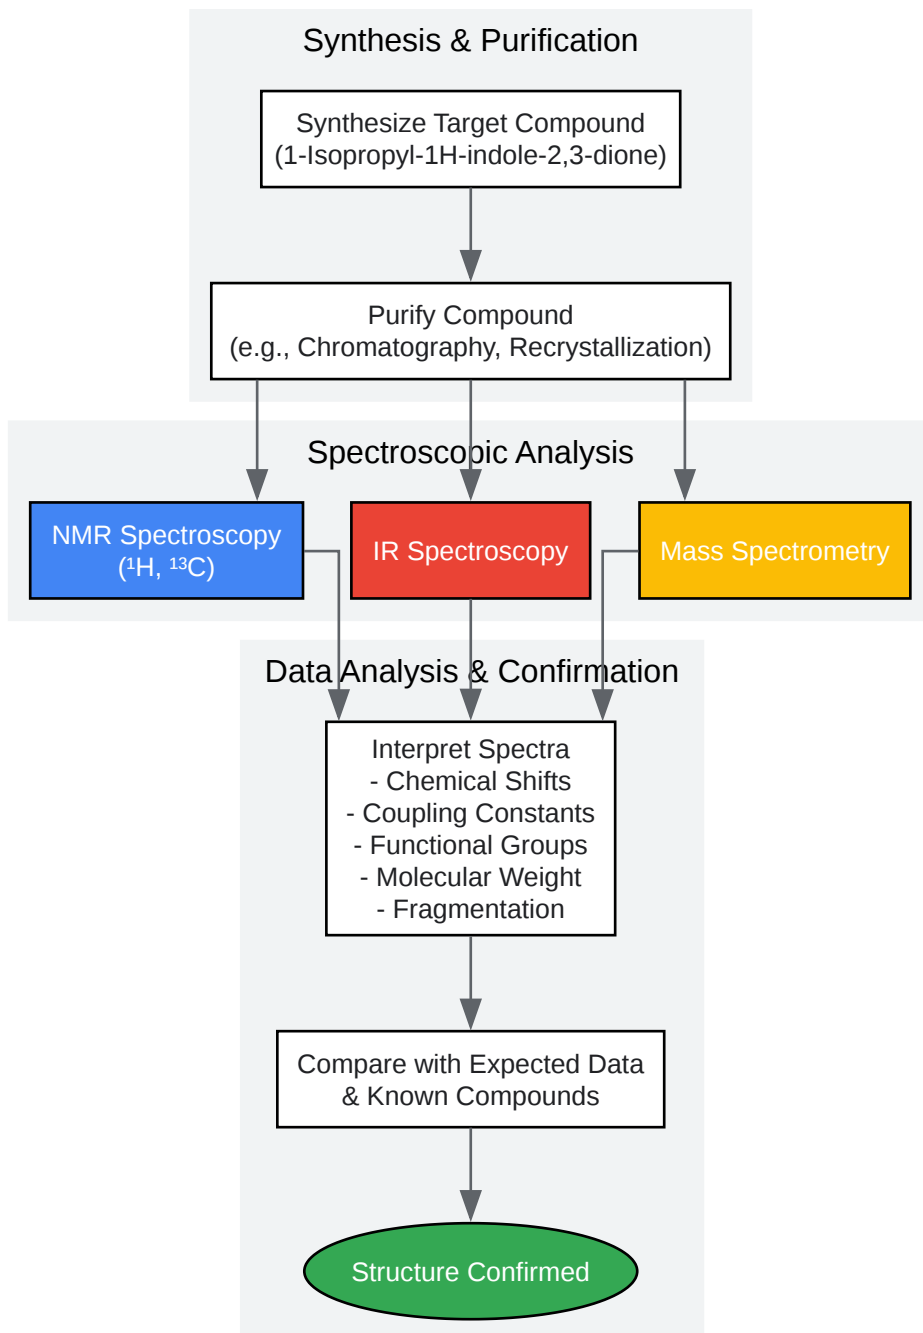 Synthesis & Purification
Synthesize Target Compound
(1-Isopropyl-1H-indole-2,3-dione)
Purify Compound
(e.g., Chromatography, Recrystallization)
Spectroscopic Analysis
NMR Spectroscopy
(¹H, ¹³C)
IR Spectroscopy
Mass Spectrometry
Data Analysis & Confirmation
Interpret Spectra
- Chemical Shifts
- Coupling Constants
- Functional Groups
- Molecular Weight
- Fragmentation
Compare with Expected Data
& Known Compounds
Structure Confirmed